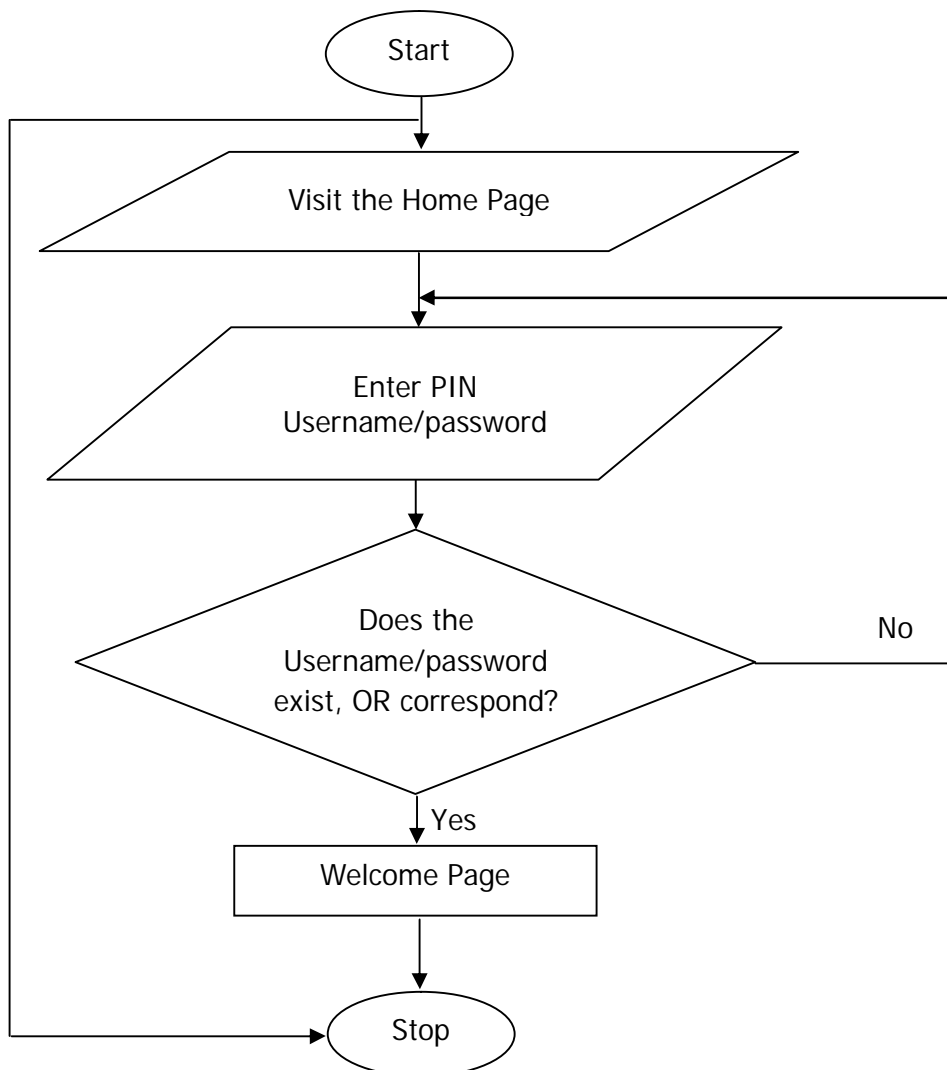 Start
Visit the Home Page
Enter PIN
Username/password
Does the
Username/password
exist, OR correspond?
No
Yes
Welcome Page
Stop